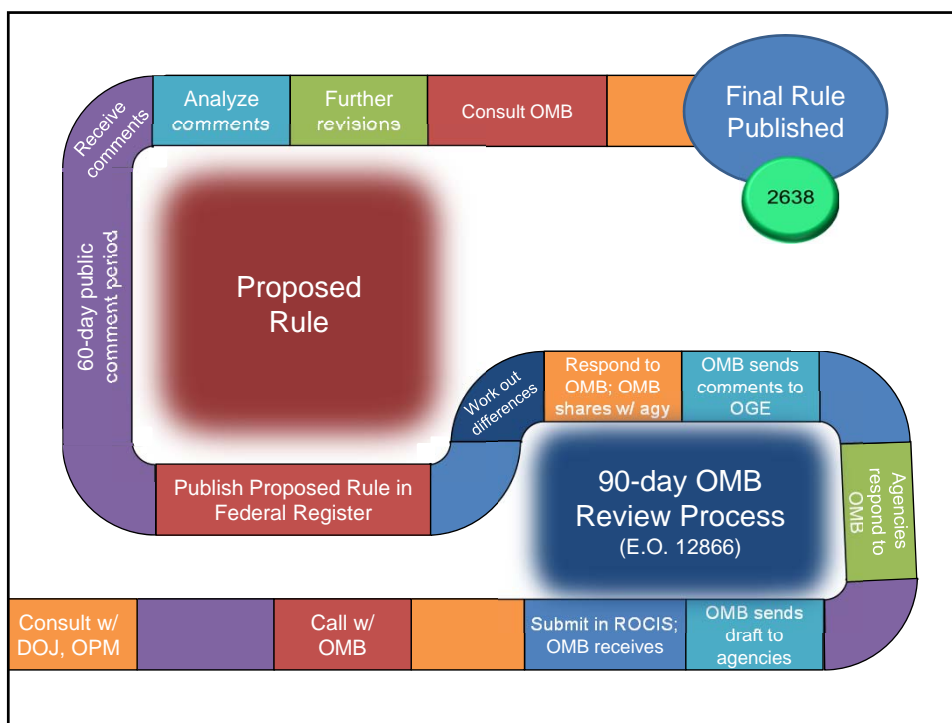 Receive
comments
Analyze
comments
Further
revisions
Consult OMB
Final Rule
Published
2638
60-day public
comment period
Proposed
Rule
Work out
differences
Respond to
OMB; OMB
shares w/ agy
OMB sends
comments to
OGE
Publish Proposed Rule in
Federal Register
90-day OMB
Review Process
(E.O. 12866)
Agencies
respond to
OMB
Consult w/
DOJ, OPM
Call w/
OMB
Submit in ROCIS;
OMB receives
OMB sends
draft to
agencies